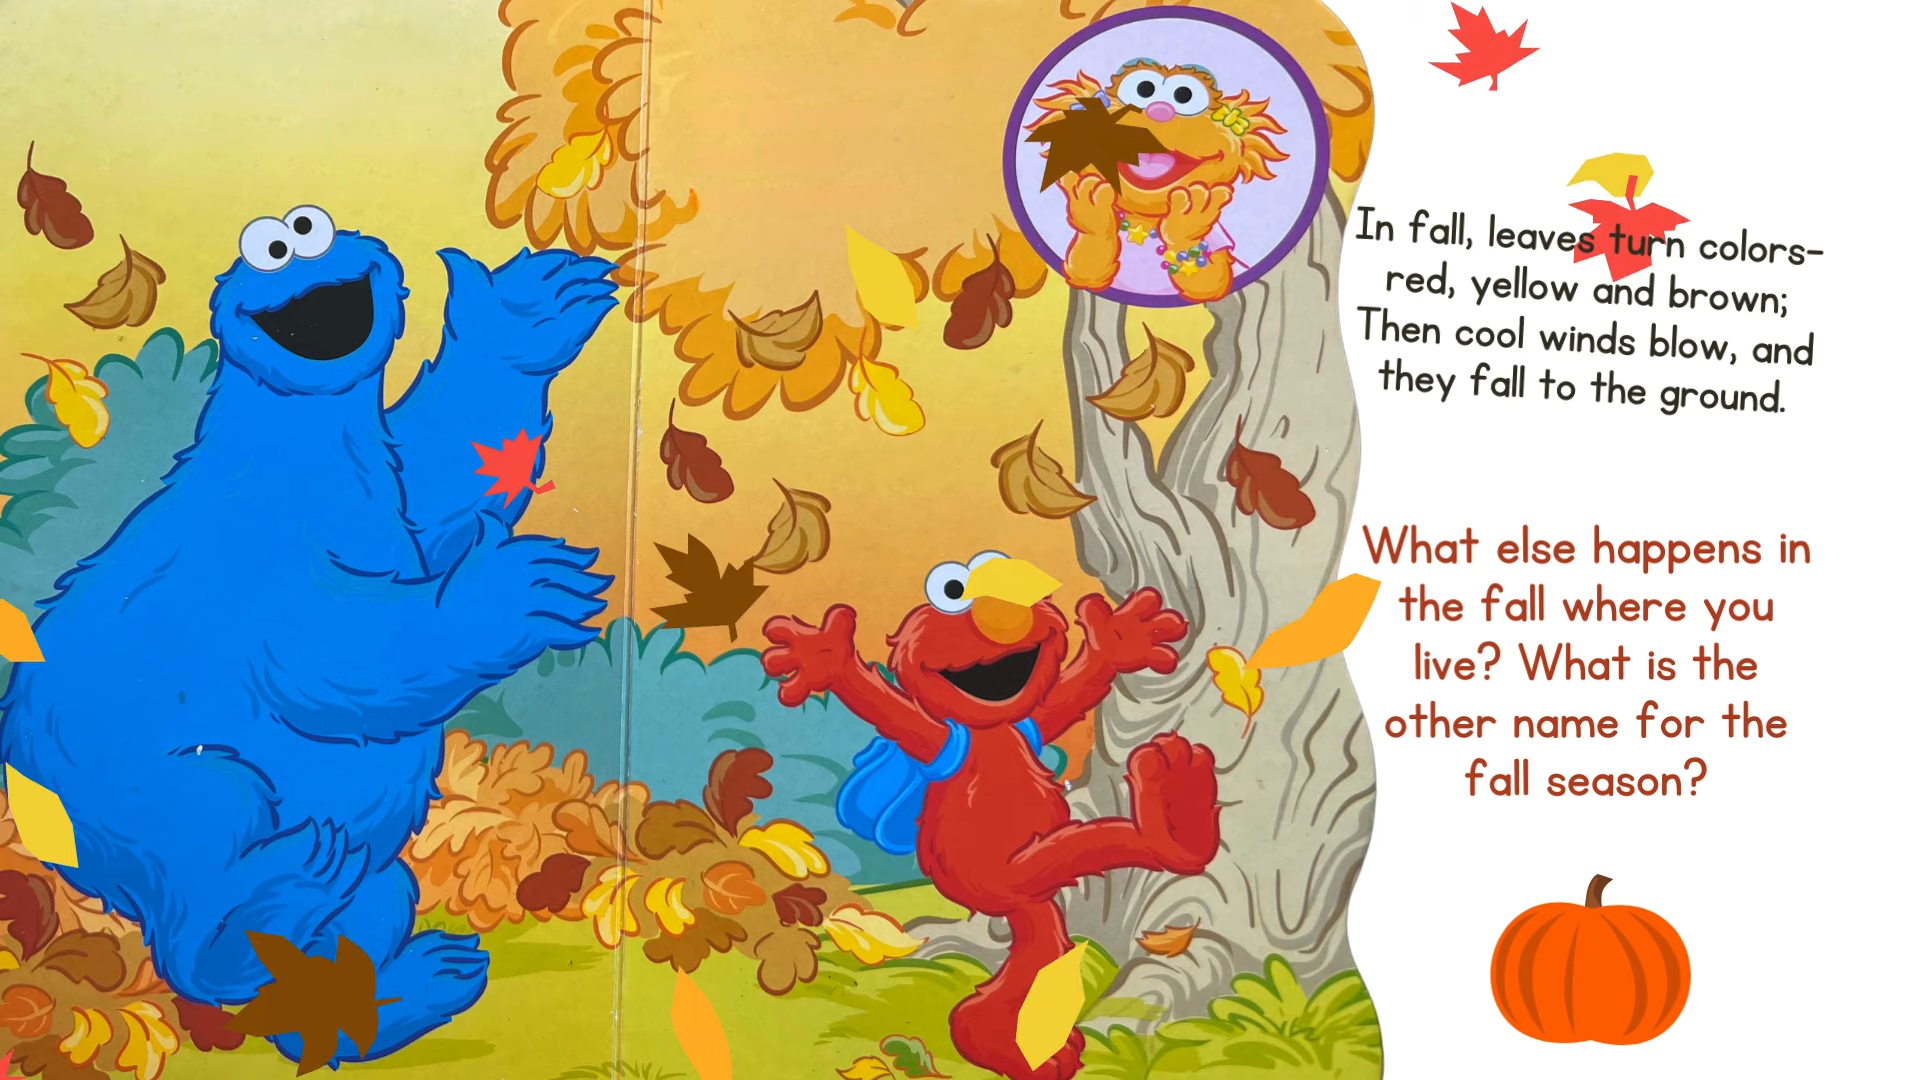 In fall, leaves turn colors-
red, yellow and brown;
Then cool winds blow, and
they fall to the ground.
What else happens in
the fall where you
live? What is the
other name for the
fall season?